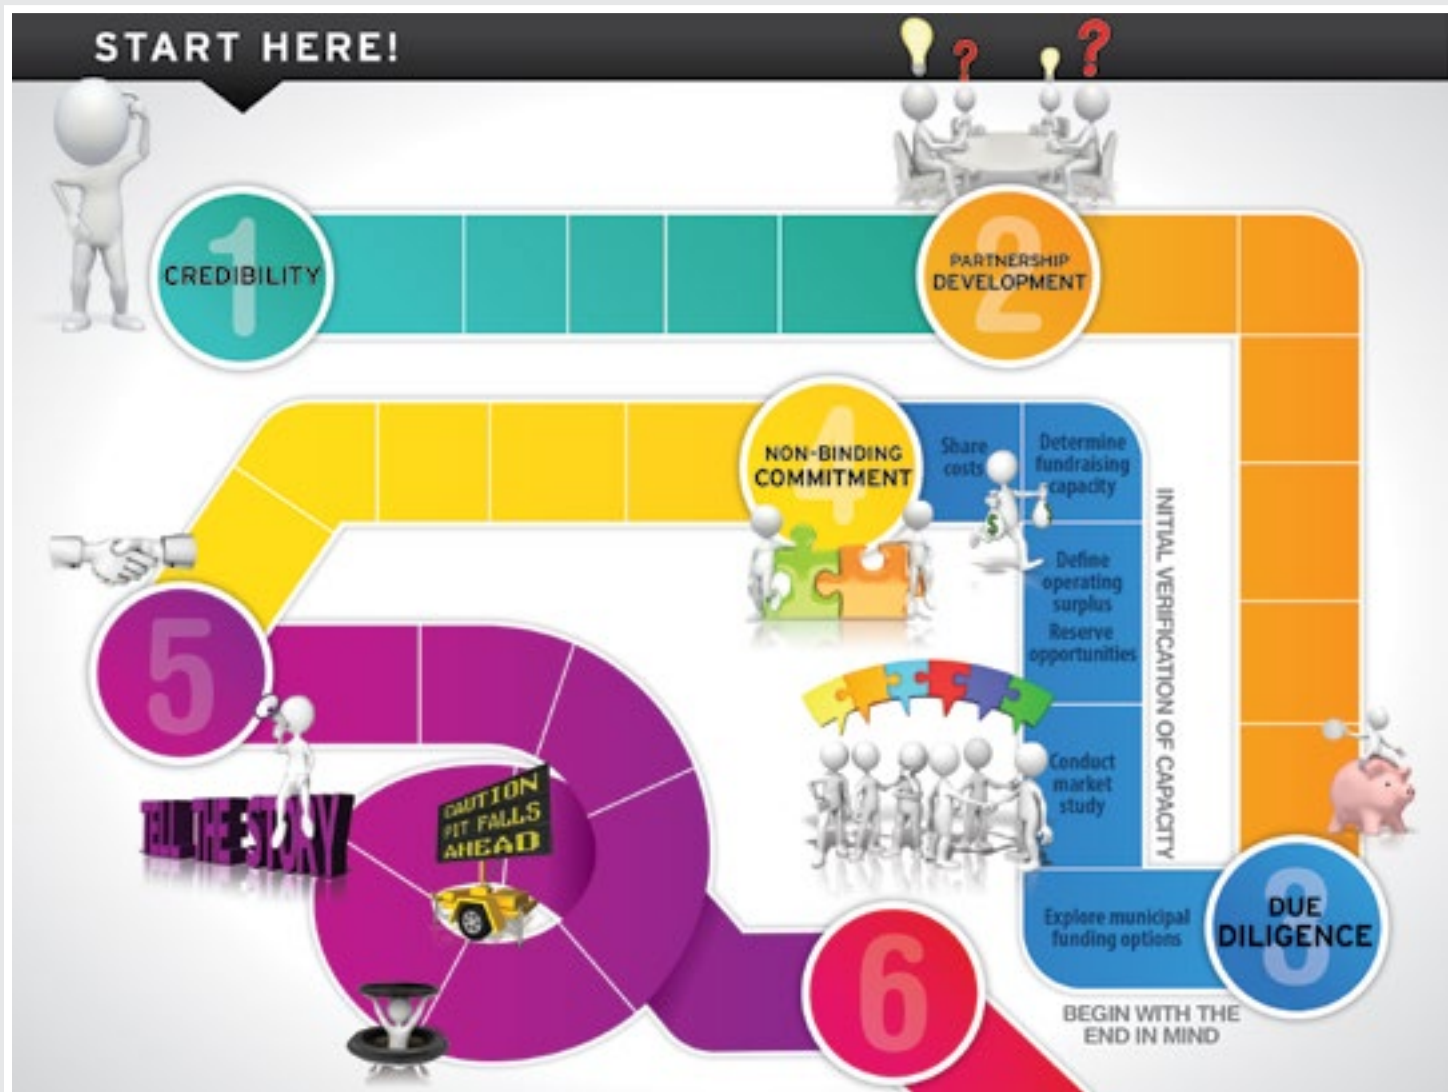 START HERE!
1
CREDIBILITY
2
PARTNERSHIP
DEVELOPMENT
?
?
3
DUE
DILIGENCE
BEGIN WITH THE
END IN MIND
INITIAL VERIFICATION OF CAPACITY
Explore municipal
funding options
Conduct
market
study
Define
operating
surplus
Reserve
opportunities
Determine
fundraising
capacity
Share
costs
$
4
NON-BINDING
COMMITMENT
5
TELL THE STORY
CAUTION
PIT FALLS
AHEAD
6